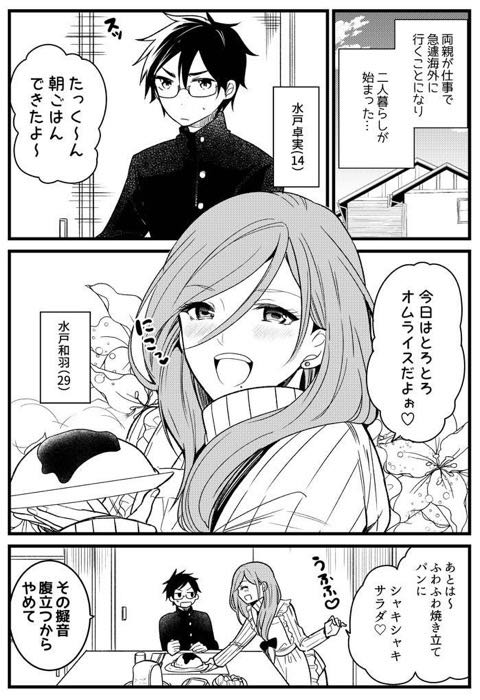 両親が仕事で
急遽海外に
行くことになり
二人暮らしが
始まった…
スッ
水戸卓実(14)
たっく〜ん
朝ごはん
できたよ〜
今日はとろとろ
オムライスだよぉ♡
にここっ
水戸和羽(29)
あとは〜
ふわふわ焼き立て
パンに
シャキシャキ
サラダ♡
うふふ♡
その擬音
腹立つから
やめて